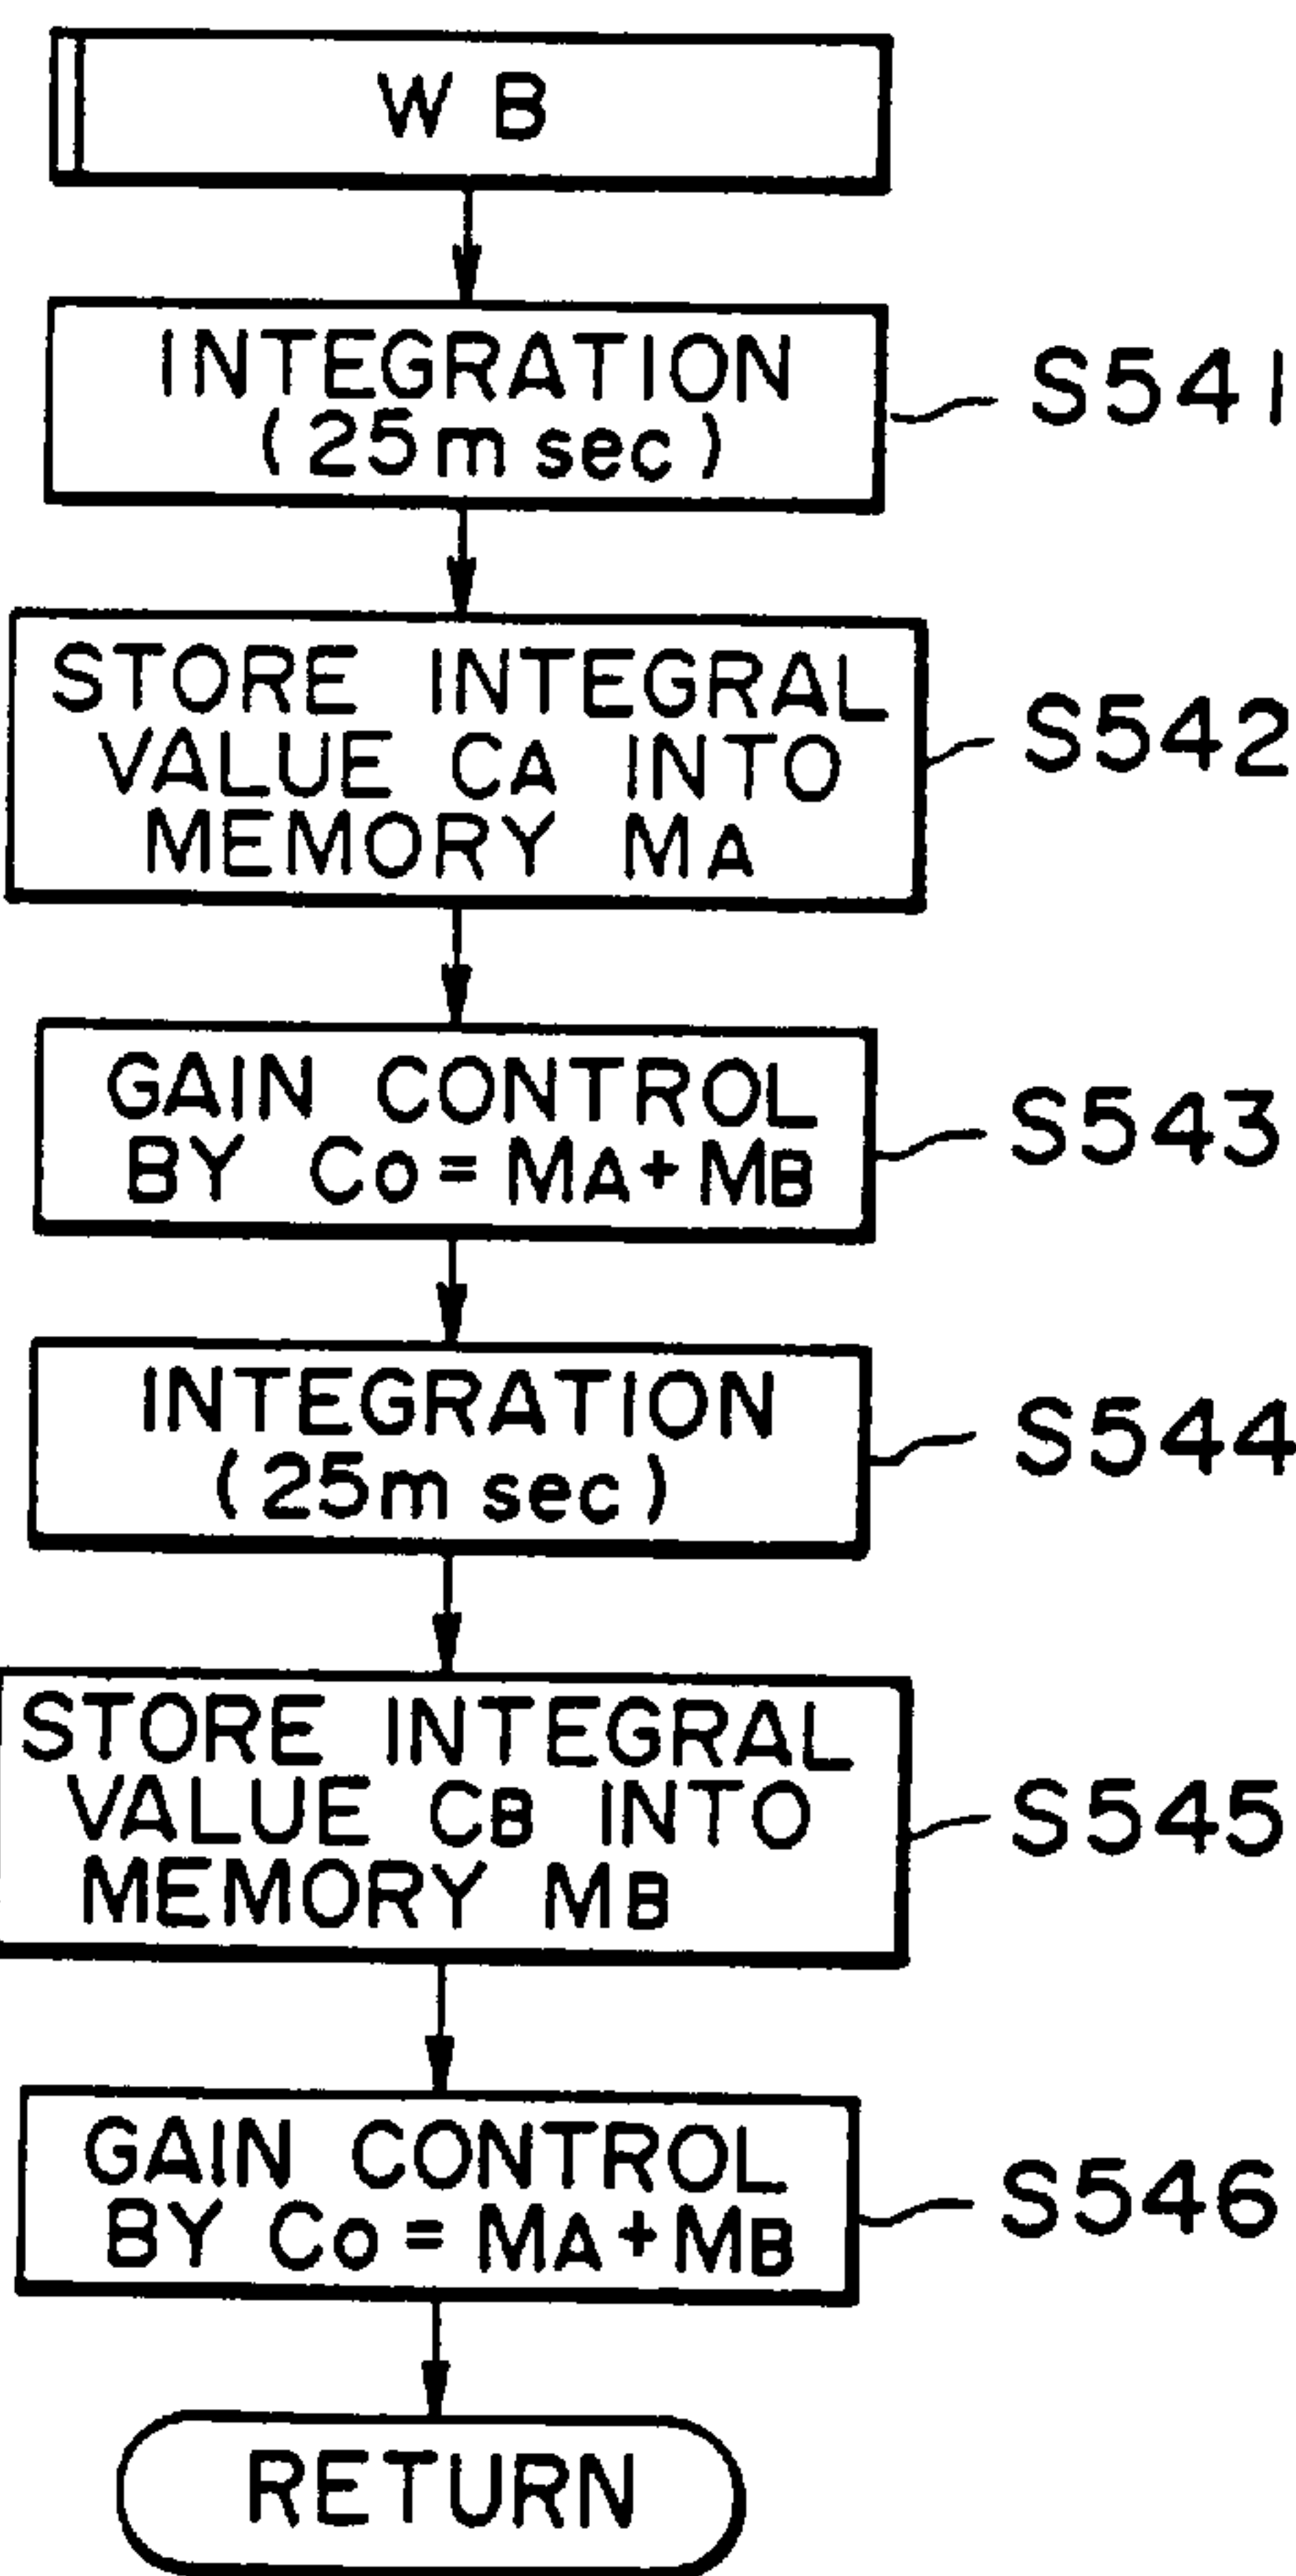 WB
INTEGRATION
(25m sec)
S541
STORE INTEGRAL
VALUE CA INTO
MEMORY MA
S542
GAIN CONTROL
BY Co = MA + MB
S543
INTEGRATION
(25m sec)
S544
STORE INTEGRAL
VALUE CB INTO
MEMORY MB
S545
GAIN CONTROL
BY Co = MA + MB
S546
RETURN